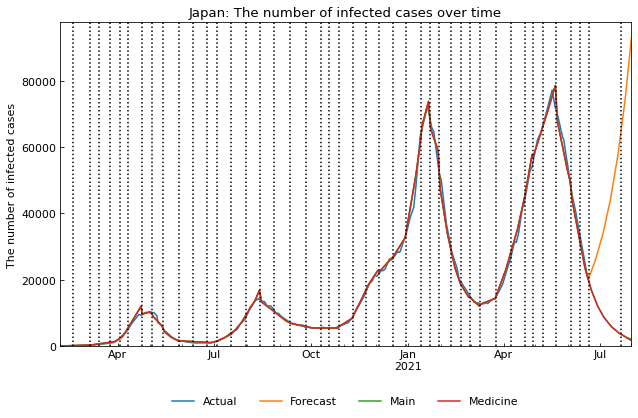 Japan: The number of infected cases over time
The number of infected cases
80000
60000
40000
20000
0
Apr Jul Oct Jan Apr Jul
2021
Actual Forecast Main Medicine